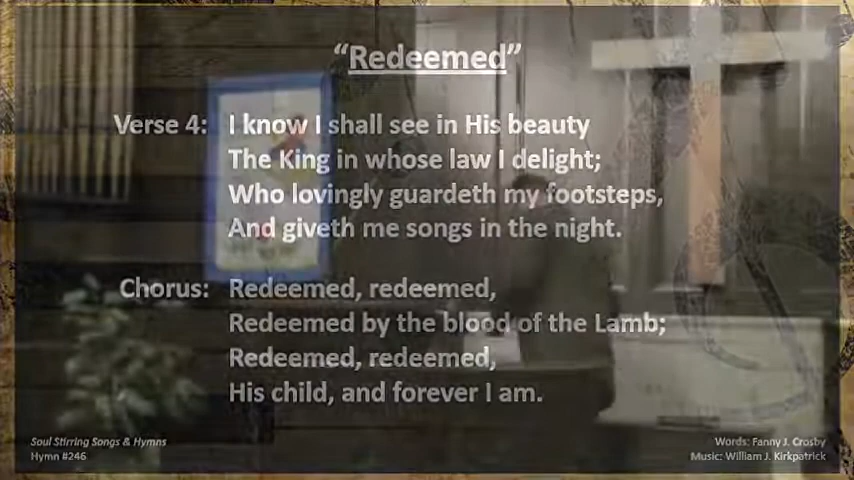 “Redeemed”
Verse 4: I know I shall see in His beauty
The King in whose law I delight;
Who lovingly guardeth my footsteps,
And giveth me songs in the night.
Chorus: Redeemed, redeemed,
Redeemed by the blood of the Lamb;
Redeemed, redeemed,
His child, and forever I am.
Soul Stirring Songs & Hymns
Hymn #246
Words: Fanny J. Crosby
Music: William J. Kirkpatrick